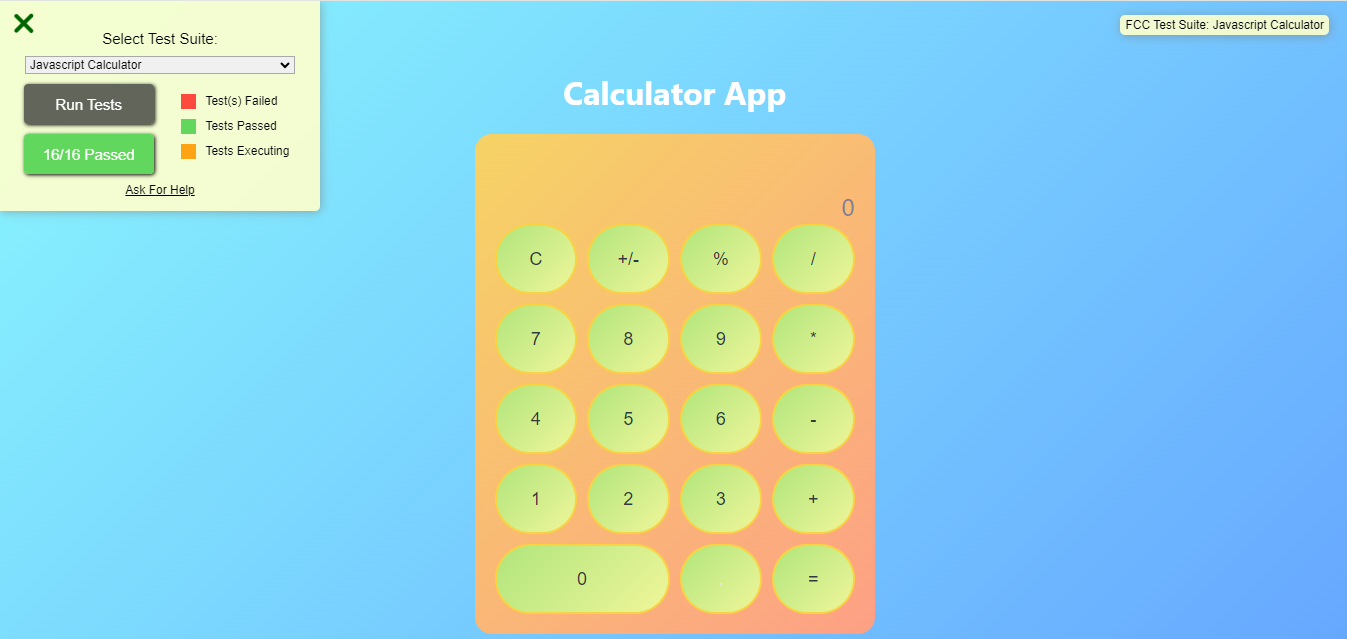 Select Test Suite:
Javascript Calculator
Run Tests
Test(s) Failed
Tests Passed
16/16 Passed
Tests Executing
Ask For Help
FCC Test Suite: Javascript Calculator
Calculator App
0
C +/- % /
7 8 9 *
4 5 6 -
1 2 3 +
0 . =